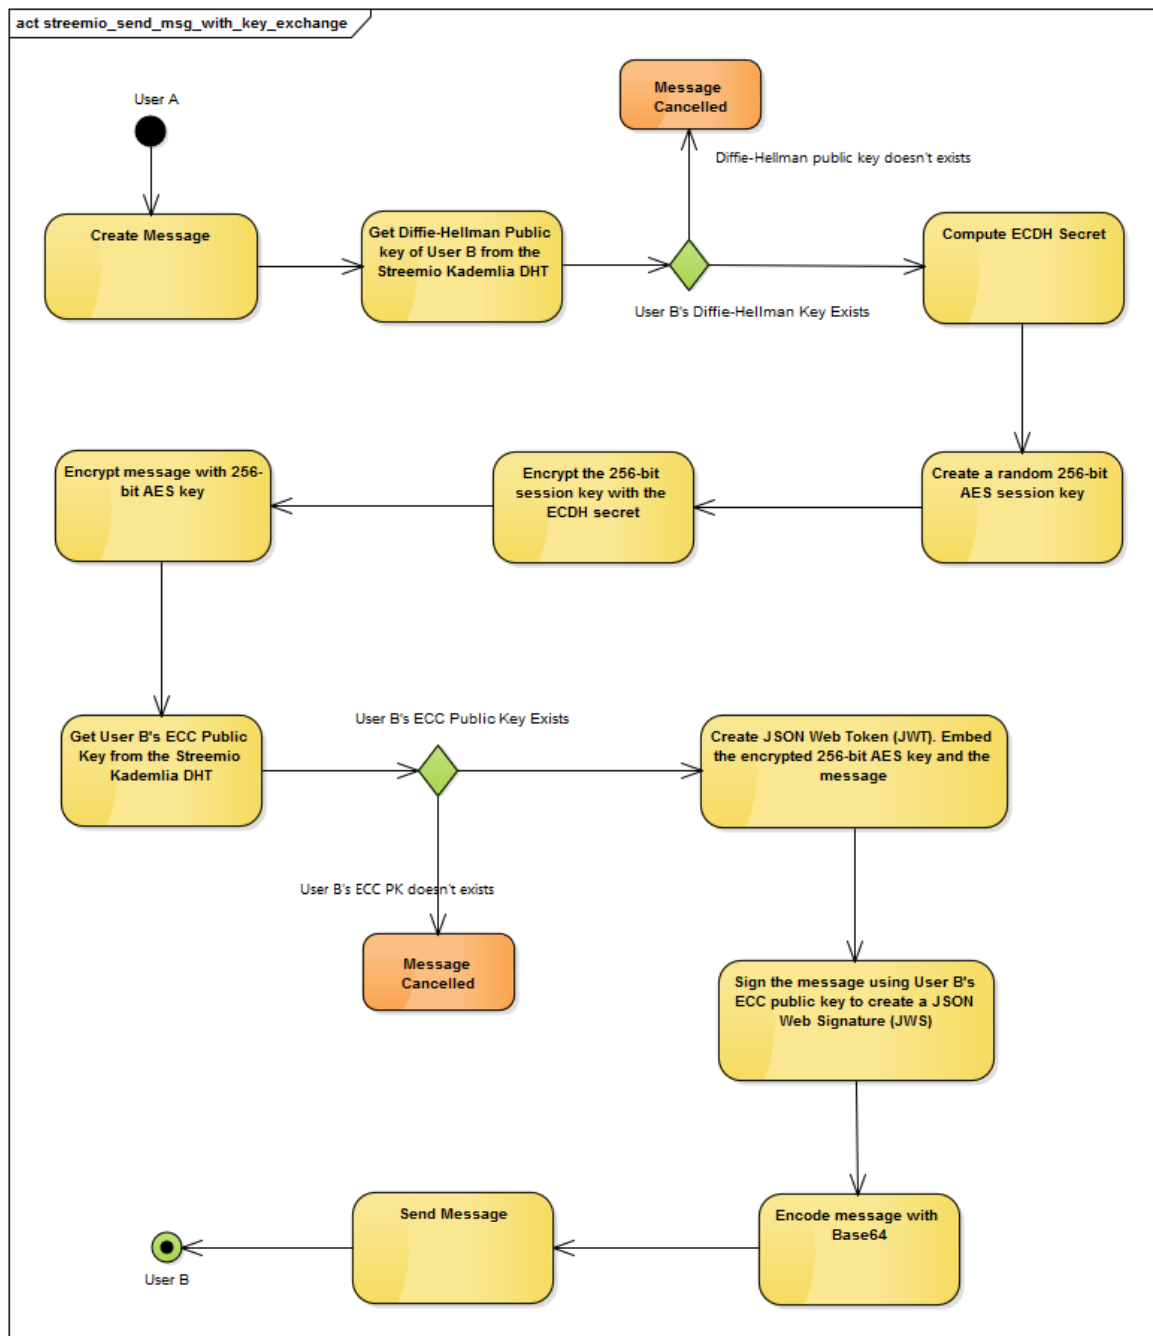 act streemio_send_msg_with_key_exchange
User A
Message
Cancelled
Diffie-Hellman public key doesn't exists
Create Message
Get Diffie-Hellman Public
key of User B from the
Streemio Kademlia DHT
User B's Diffie-Hellman Key Exists
Compute ECDH Secret
Encrypt message with 256-
bit AES key
Encrypt the 256-bit
session key with the
ECDH secret
Create a random 256-bit
AES session key
Get User B's ECC Public
Key from the Streemio
Kademlia DHT
User B's ECC Public Key Exists
Create JSON Web Token (JWT). Embed
the encrypted 256-bit AES key and the
message
User B's ECC PK doesn't exists
Message
Cancelled
Sign the message using User B's
ECC public key to create a JSON
Web Signature (JWS)
Encode message with
Base64
Send Message
User B